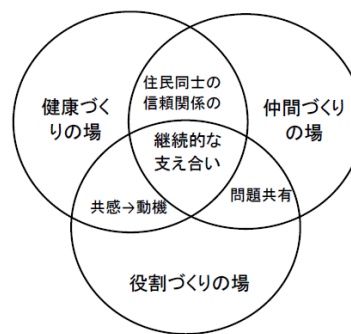 健康づく
りの場
住民同士の
信頼関係の
仲間づくり
の場
継続的な
支え合い
共感→動機
問題共有
役割づくりの場